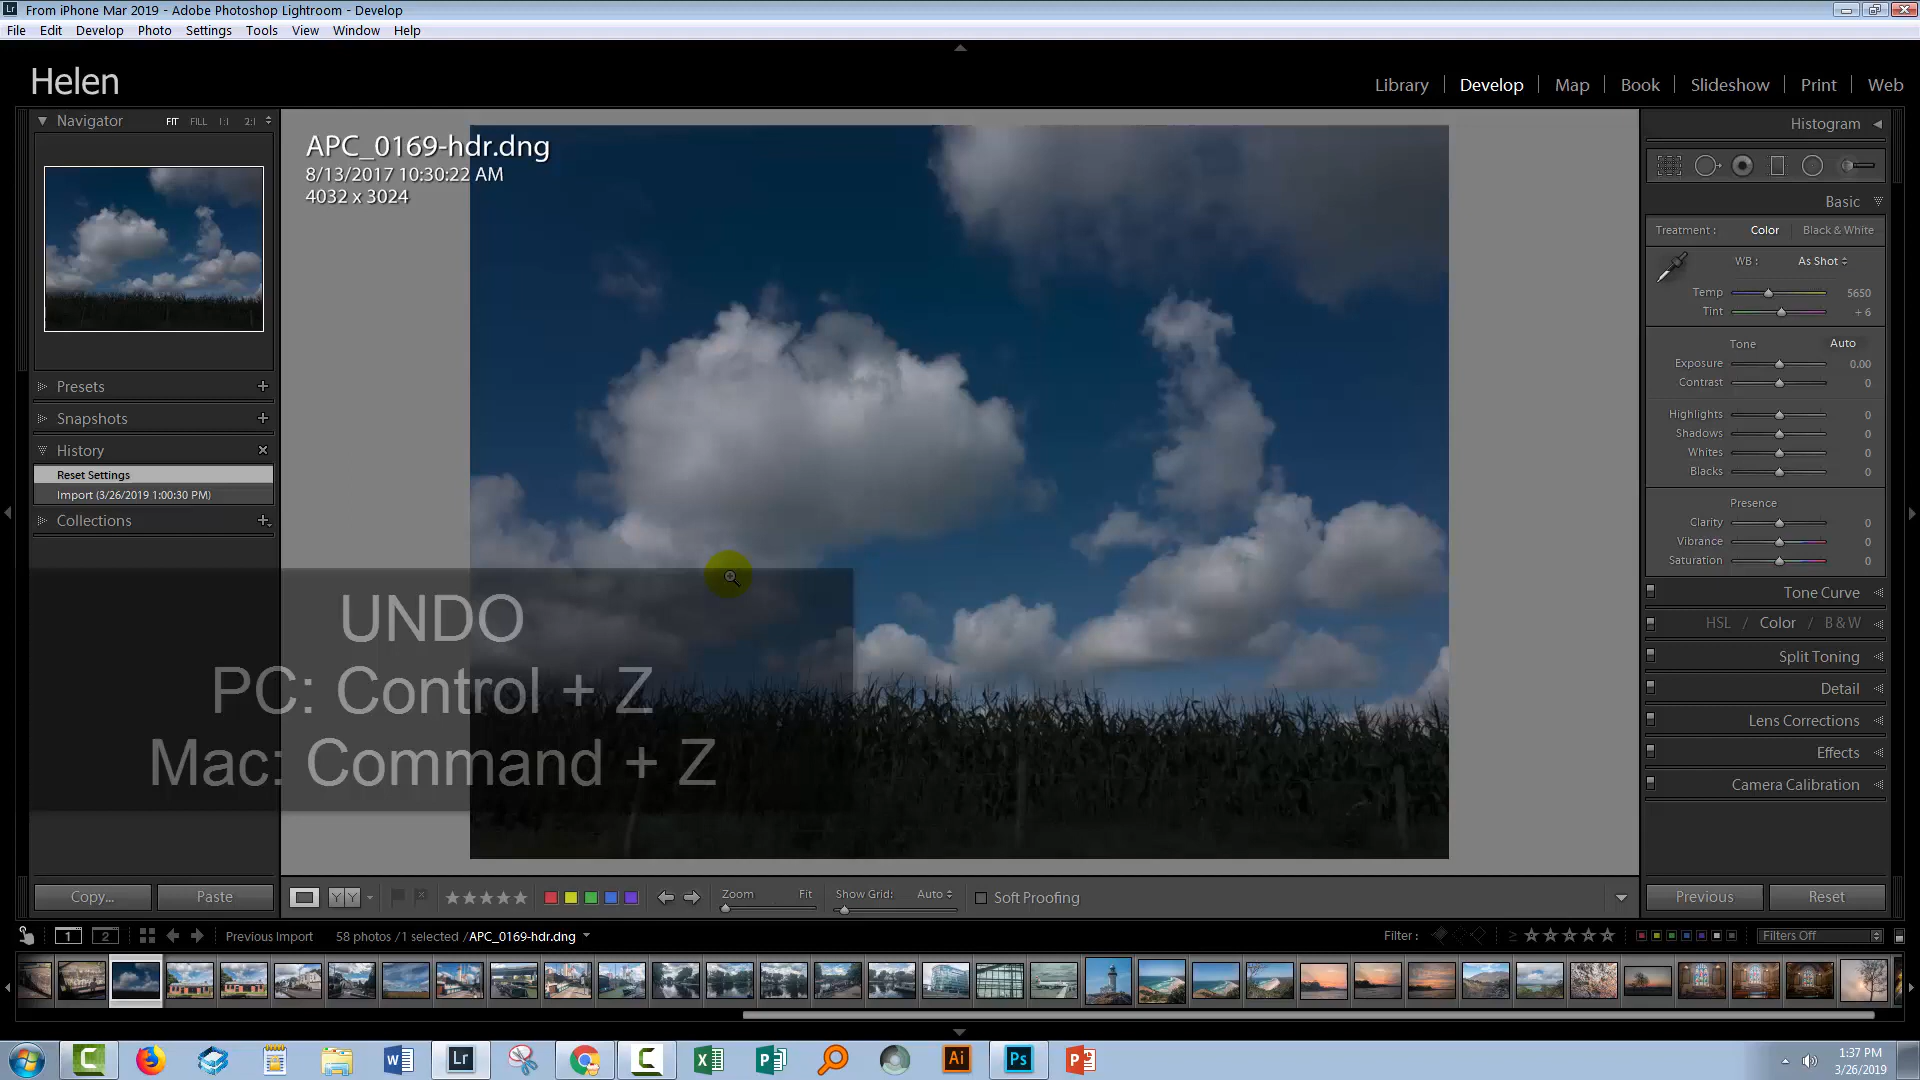 From iPhone Mar 2019 - Adobe Photoshop Lightroom - Develop
File Edit Develop Photo Settings Tools View Window Help
Helen
Library Develop Map Book Slideshow Print Web
Navigator FIT FILL 1:1 2:1
Presets
Snapshots
History
Reset Settings
Import (3/26/2019 1:00:30 PM)
Collections
APC_0169-hdr.dng
8/13/2017 10:30:22 AM
4032 x 3024
UNDO
PC: Control + Z
Mac: Command + Z
Histogram
Basic
Treatment : Color Black & White
WB : As Shot
Temp 5650
Tint + 6
Tone Auto
Exposure 0.00
Contrast 0
Highlights 0
Shadows 0
Whites 0
Blacks 0
Presence
Clarity 0
Vibrance 0
Saturation 0
Tone Curve
HSL / Color / B & W
Split Toning
Detail
Lens Corrections
Effects
Camera Calibration
Copy... Paste
YY
Zoom Fit
Show Grid: Auto
Soft Proofing
Previous Reset
1 2 Previous Import 58 photos /1 selected /APC_0169-hdr.dng
Filter : Filters Off
Lr Ai Ps
1:37 PM
3/26/2019